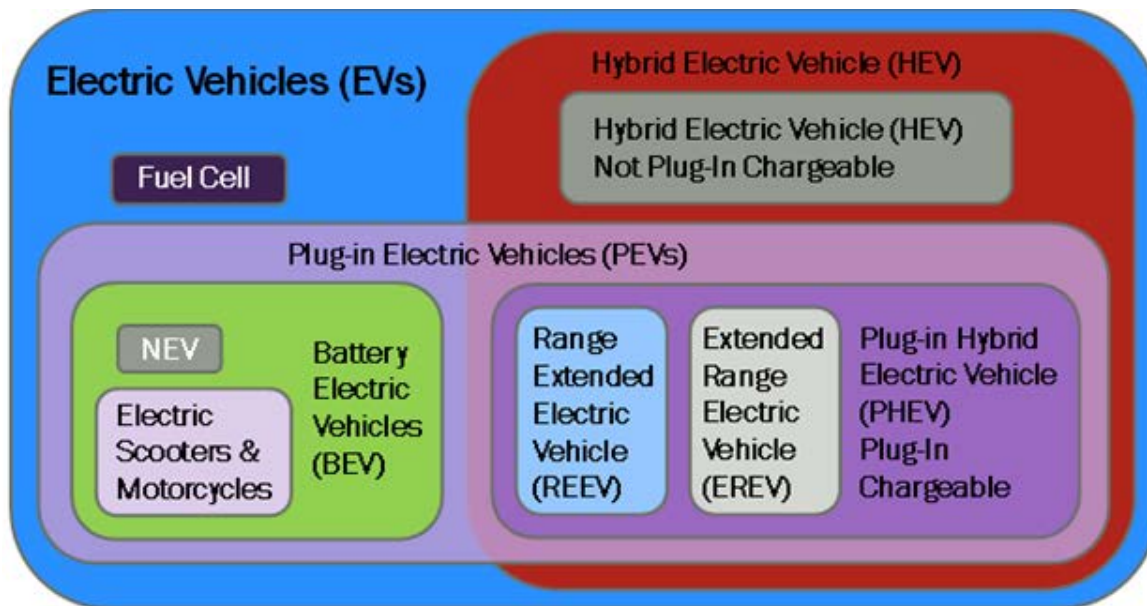 Electric Vehicles (EVs)
Hybrid Electric Vehicle (HEV)
Hybrid Electric Vehicle (HEV)
Not Plug-In Chargeable
Fuel Cell
Plug-in Electric Vehicles (PEVs)
NEV
Electric
Scooters &
Motorcycles
Battery
Electric
Vehicles
(BEV)
Range
Extended
Electric
Vehicle
(REEV)
Extended
Range
Electric
Vehicle
(EREV)
Plug-in Hybrid
Electric Vehicle
(PHEV)
Plug-In
Chargeable